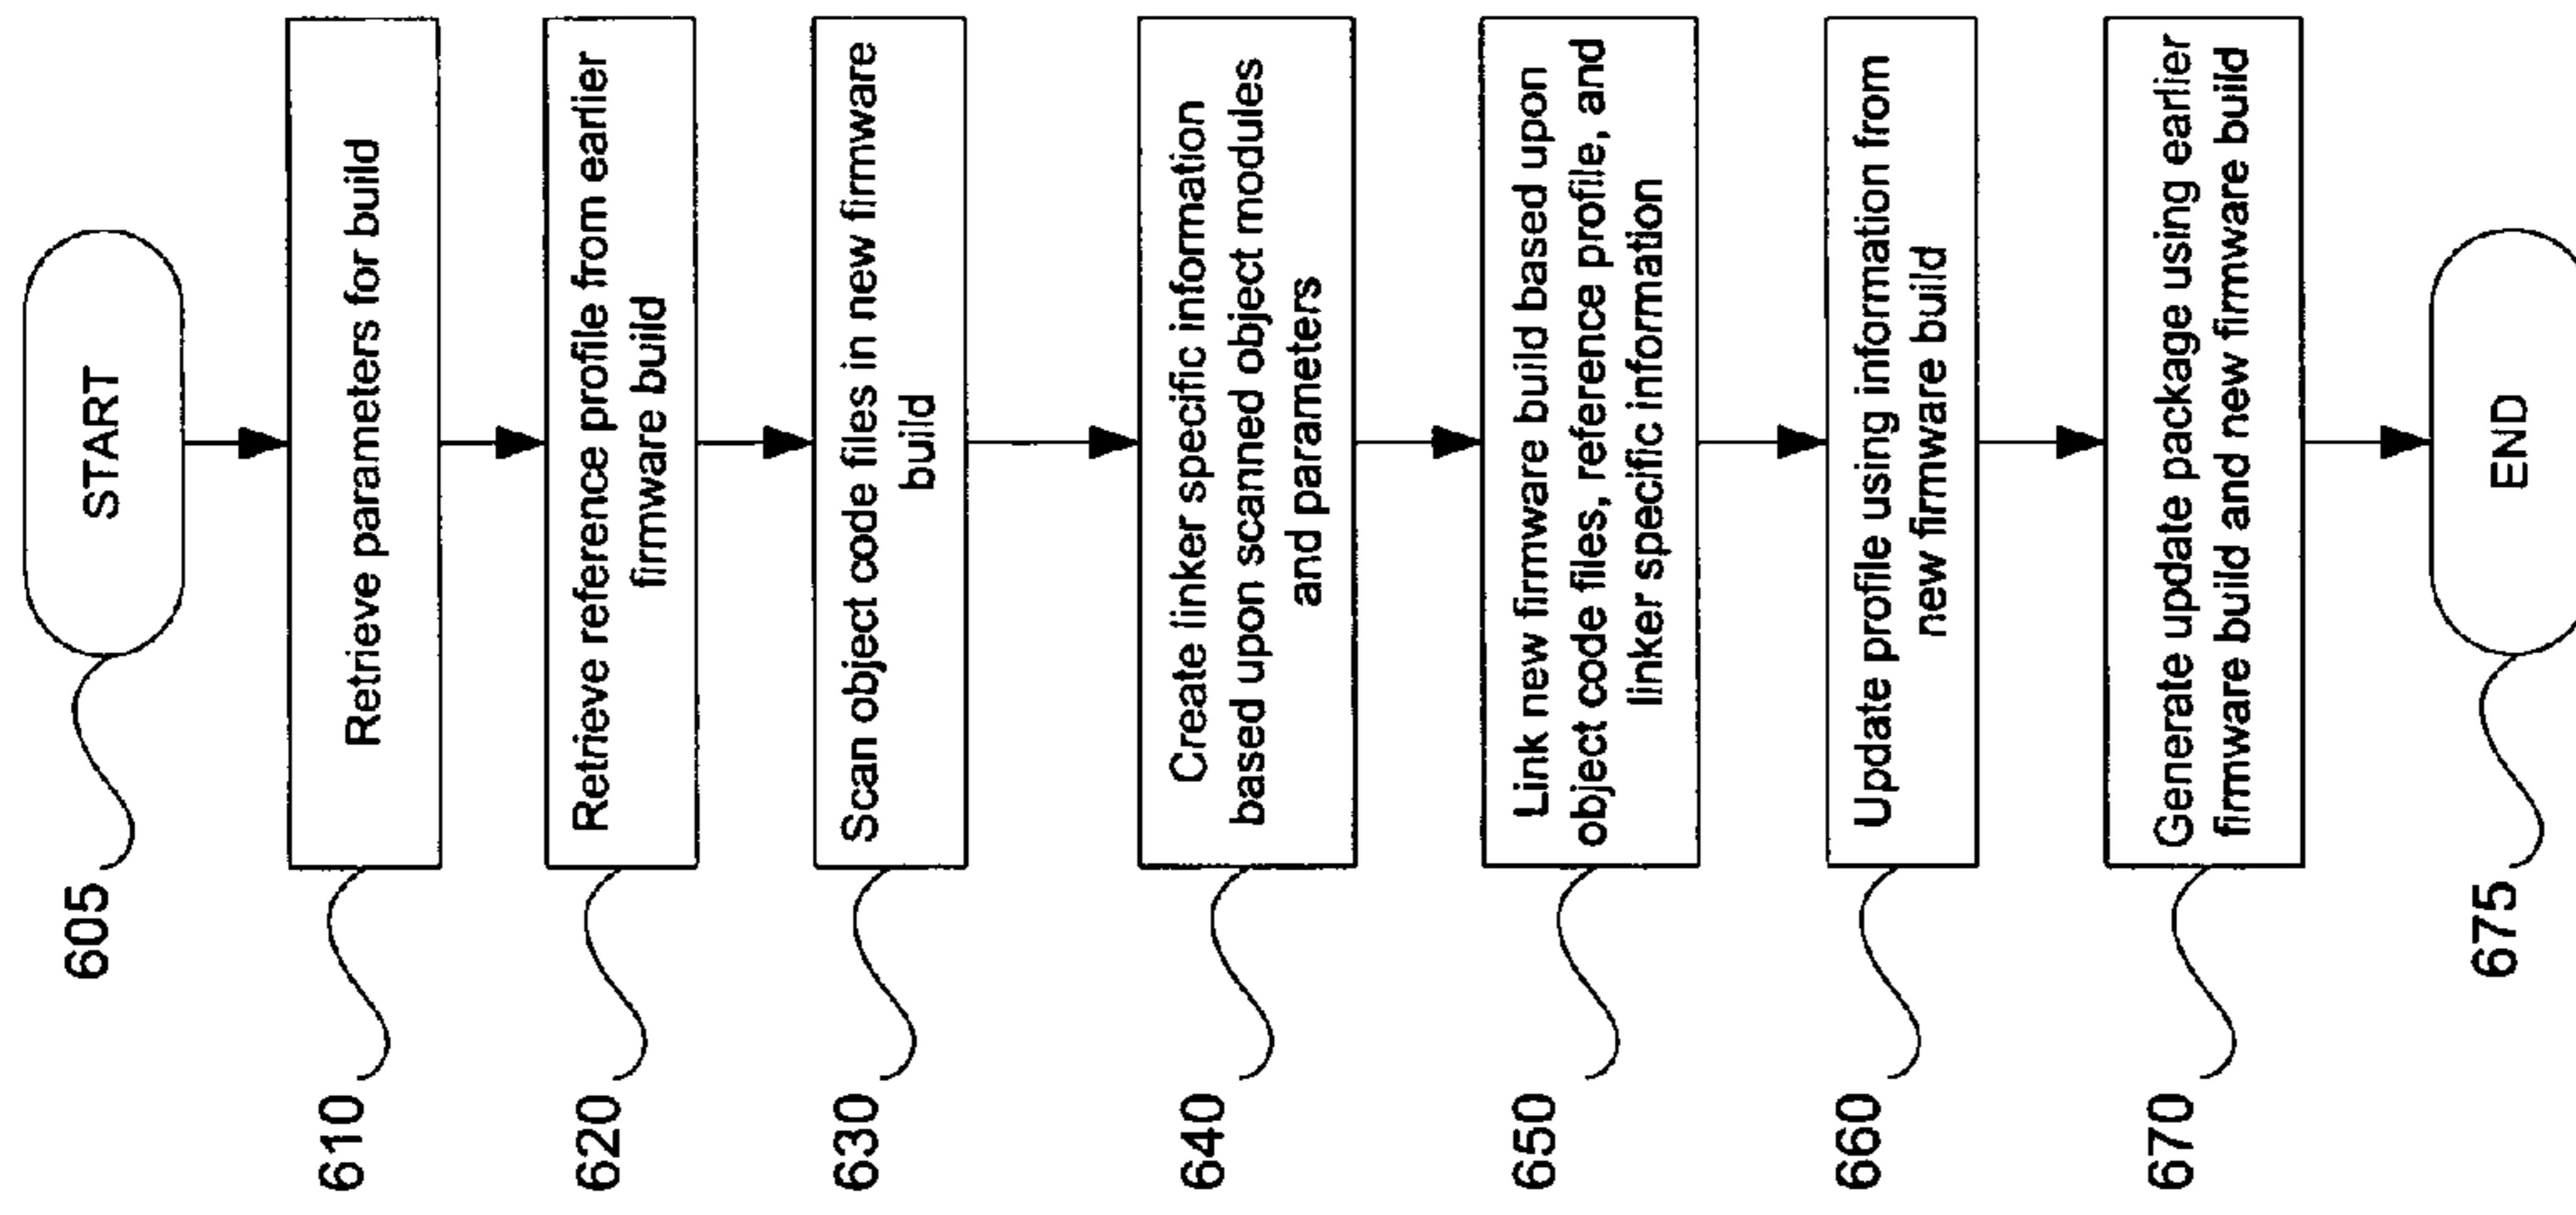 START
605
Retrieve parameters for build
610
Retrieve reference profile from earlier
firmware build
620
Scan object code files in new firmware
build
630
Create linker specific information
based upon scanned object modules
and parameters
640
Link new firmware build based upon
object code files, reference profile, and
linker specific information
650
Update profile using information from
new firmware build
660
Generate update package using earlier
firmware build and new firmware build
670
END
675